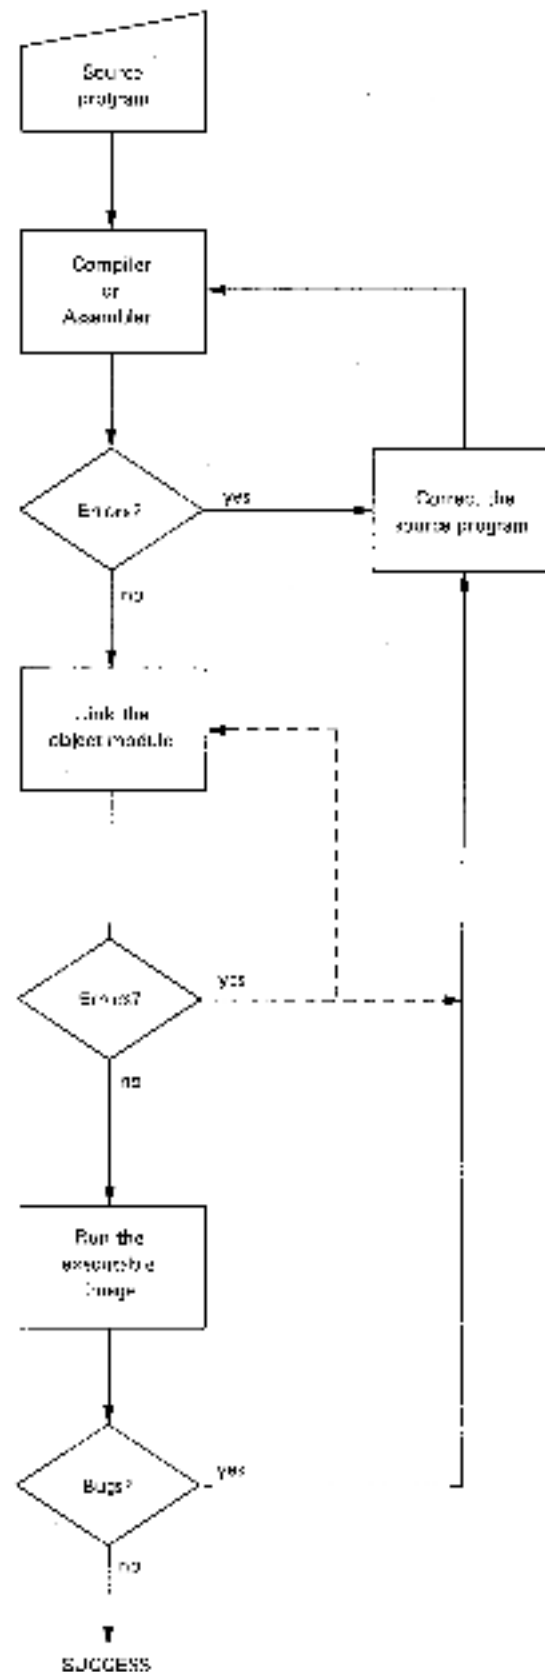 Source
program
Compiler
or
Assembler
Errors?
yes
Correct the
source program
no
Link the
object module
Errors?
yes
no
Run the
executable
image
Bugs?
yes
no
SUCCESS